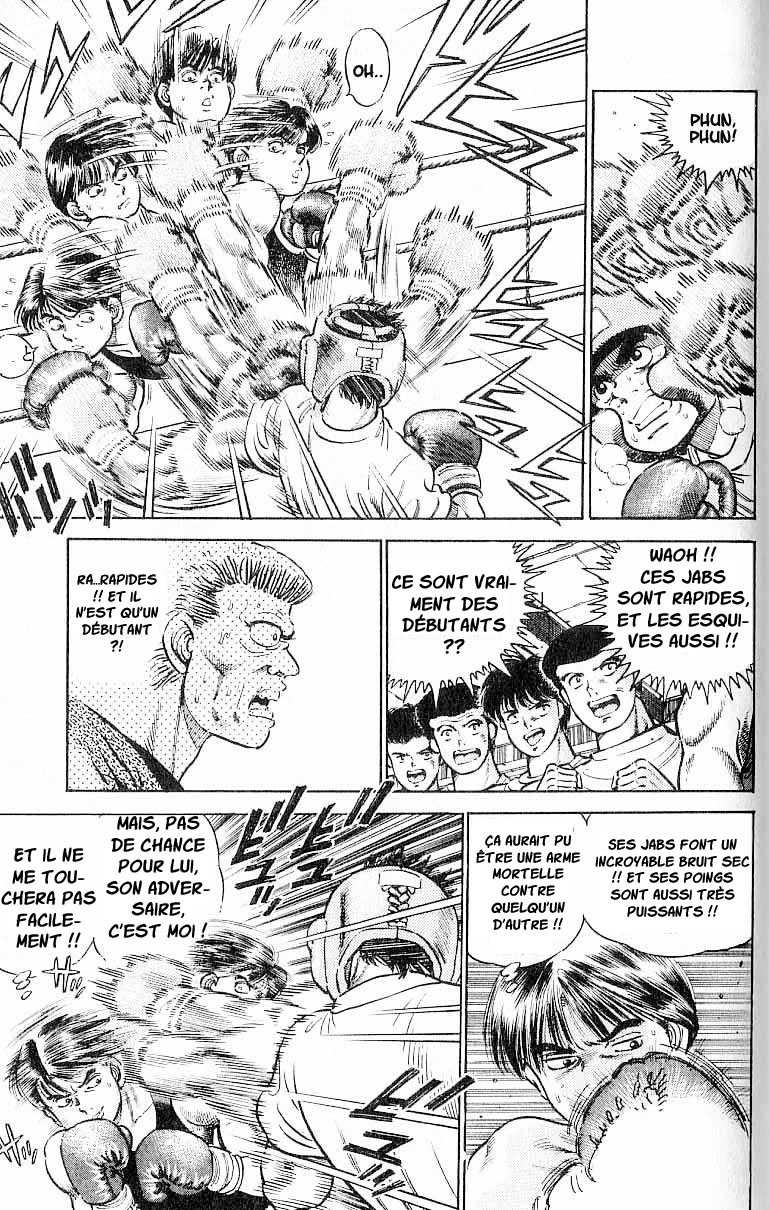 PHUN,
PHUN!
OH..
WAOH !!
CES JABS
SONT RAPIDES,
ET LES ESQUI-
VES AUSSI !!
CE SONT VRAI-
MENT DES
DÉBUTANTS
??
RA...RAPIDES
!! ET IL
N'EST QU'UN
DÉBUTANT
?!
SES JABS FONT UN
INCROYABLE BRUIT SEC
!! ET SES POINGS
SONT AUSSI TRÈS
PUISSANTS !!
ÇA AURAIT PU
ÊTRE UNE ARME
MORTELLE
CONTRE
QUELQU'UN
D'AUTRE !!
MAIS, PAS
DE CHANCE
POUR LUI,
SON ADVER-
SAIRE,
C'EST MOI !
ET IL NE
ME TOU-
CHERA PAS
FACILE-
MENT !!